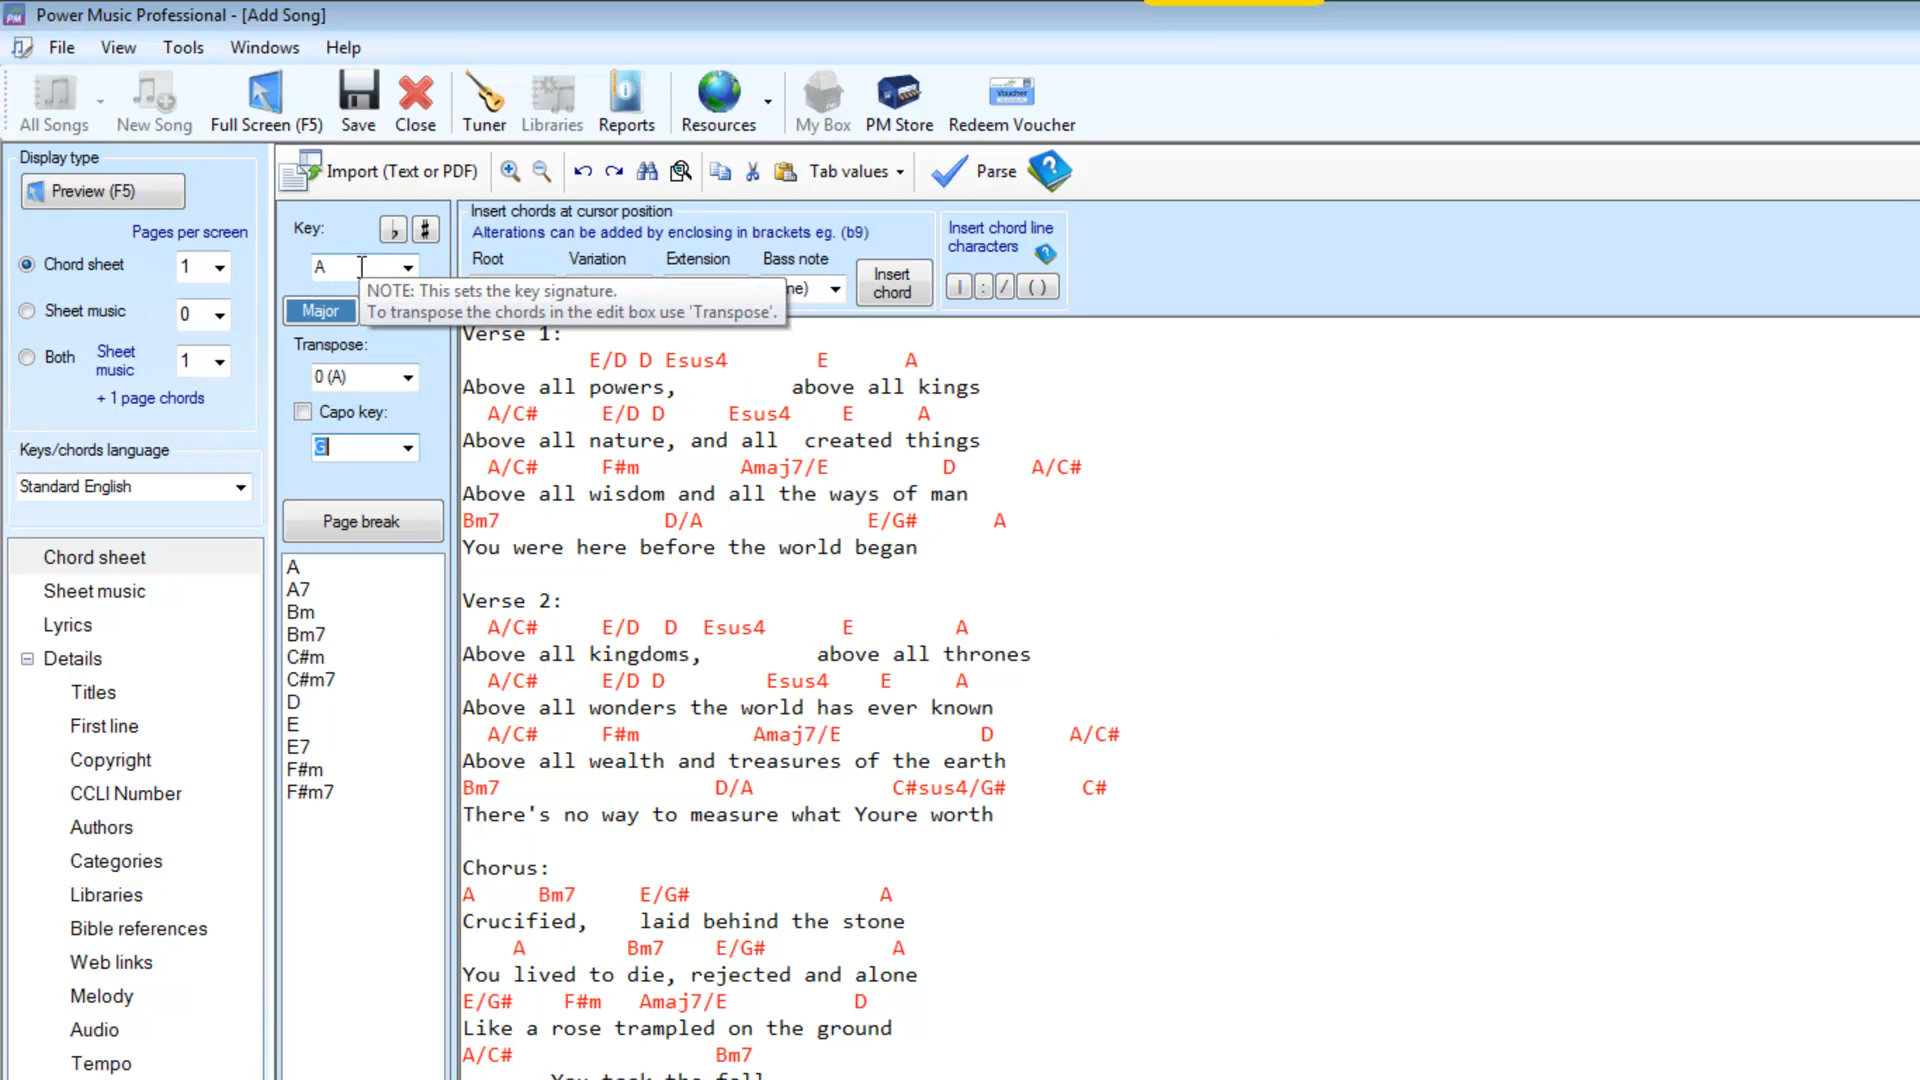 Power Music Professional - [Add Song]
File View Tools Windows Help
All Songs New Song Full Screen (F5) Save Close Tuner Libraries Reports Resources My Box PM Store Redeem Voucher
Display type
Preview (F5)
Pages per screen
Chord sheet 1
Sheet music 0
Both Sheet music 1
+ 1 page chords
Keys/chords language
Standard English
Chord sheet
Sheet music
Lyrics
Details
Titles
First line
Copyright
CCLI Number
Authors
Categories
Libraries
Bible references
Web links
Melody
Audio
Tempo
Import (Text or PDF) Tab values Parse
Key: ♭ ♯
A
Major
Transpose:
0 (A)
Capo key:
G
Page break
A
A7
Bm
Bm7
C#m
C#m7
D
E
E7
F#m
F#m7
Insert chords at cursor position
Alterations can be added by enclosing in brackets eg. (b9)
Root Variation Extension Bass note
ne) Insert chord
Insert chord line characters
| : / ( )
NOTE: This sets the key signature.
To transpose the chords in the edit box use 'Transpose'.
Verse 1:
E/D D Esus4 E A
Above all powers, above all kings
A/C# E/D D Esus4 E A
Above all nature, and all created things
A/C# F#m Amaj7/E D A/C#
Above all wisdom and all the ways of man
Bm7 D/A E/G# A
You were here before the world began
Verse 2:
A/C# E/D D Esus4 E A
Above all kingdoms, above all thrones
A/C# E/D D Esus4 E A
Above all wonders the world has ever known
A/C# F#m Amaj7/E D A/C#
Above all wealth and treasures of the earth
Bm7 D/A C#sus4/G# C#
There's no way to measure what Youre worth
Chorus:
A Bm7 E/G# A
Crucified, laid behind the stone
A Bm7 E/G# A
You lived to die, rejected and alone
E/G# F#m Amaj7/E D
Like a rose trampled on the ground
A/C# Bm7
You took the fall